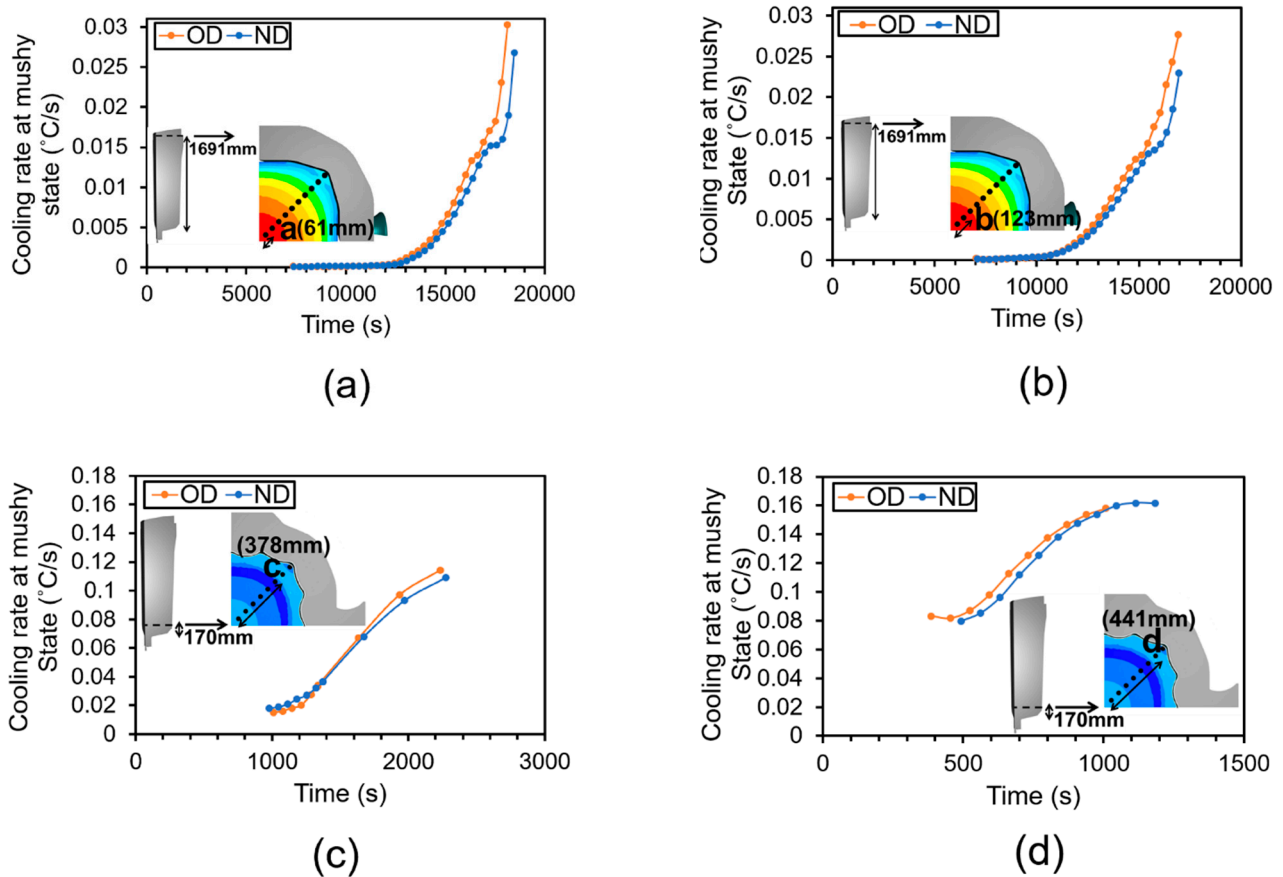 Cooling rate at mushy
state (˚C/s)
0.03
0.025
0.02
0.015
0.01
0.005
0
OD ND
1691mm
a(61mm)
0 5000 10000 15000 20000
Time (s)
(a)
Cooling rate at mushy
State (˚C/s)
0.03
0.025
0.02
0.015
0.01
0.005
0
OD ND
1691mm
b(123mm)
0 4000 8000 12000 16000 20000
Time (s)
(b)
Cooling rate at mushy
State (˚C/s)
0.18
0.16
0.14
0.12
0.1
0.08
0.06
0.04
0.02
0
OD ND
(378mm)
c
170mm
0 1000 2000 3000
Time (s)
(c)
Cooling rate at mushy
State (˚C/s)
0.18
0.16
0.14
0.12
0.1
0.08
0.06
0.04
0.02
0
OD ND
(441mm)
d
170mm
0 500 1000 1500
Time (s)
(d)